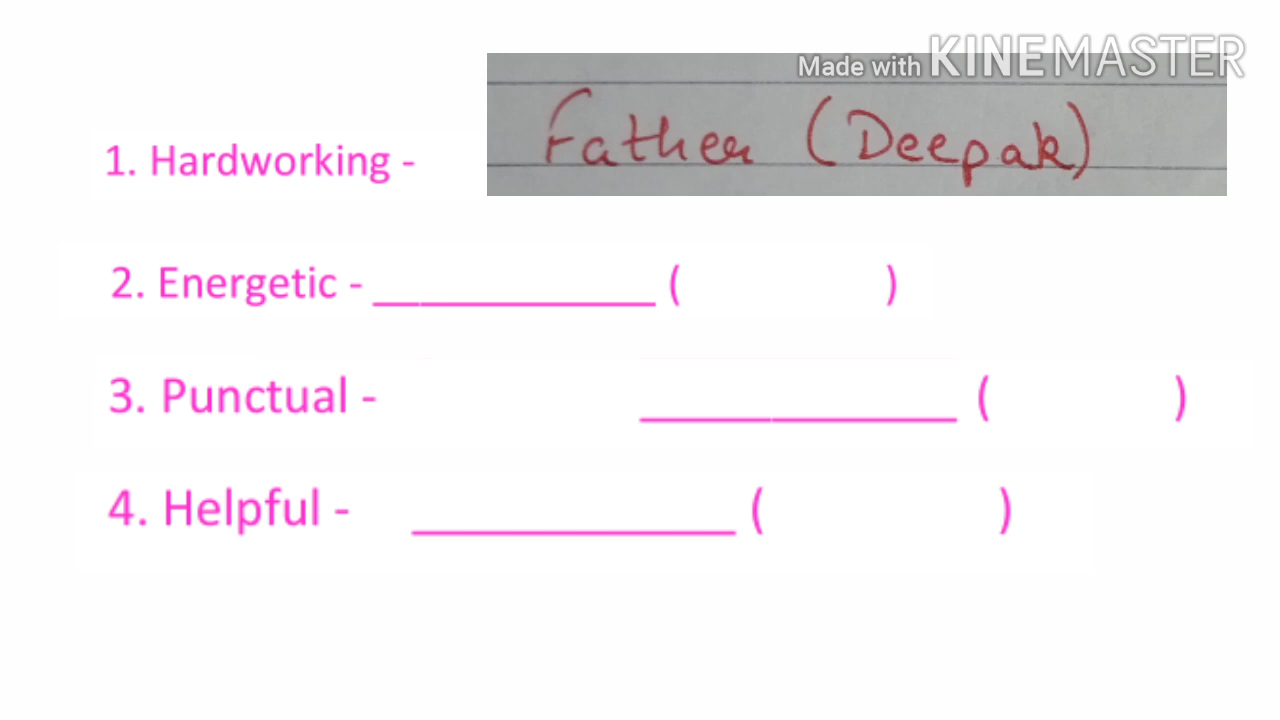 Made with KINEMASTER
1. Hardworking - Father (Deepak)
2. Energetic - ____________ ( )
3. Punctual - ____________ ( )
4. Helpful - ____________ ( )